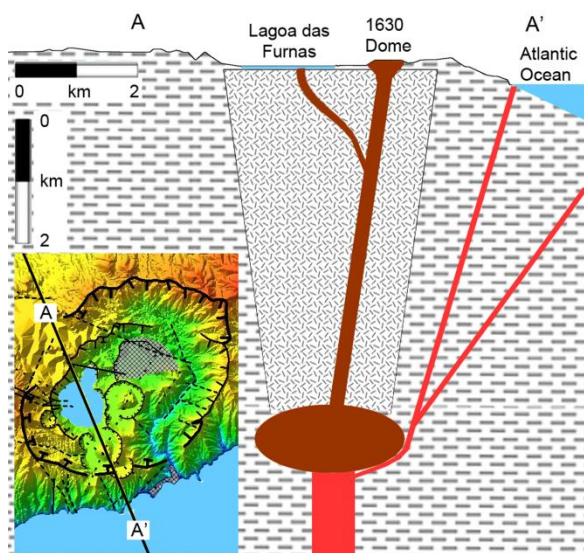 A
Lagoa das
Furnas
1630
Dome
A'
Atlantic
Ocean
0 km 2
0
km
2
A
A'